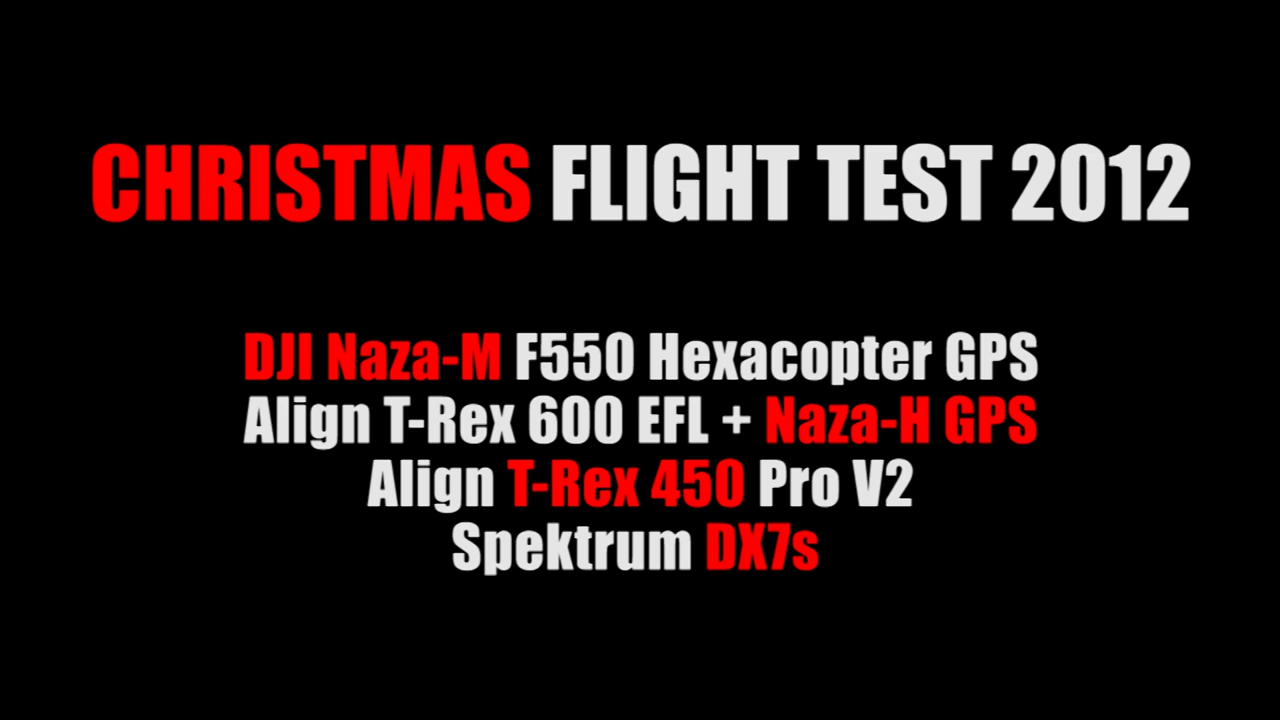 CHRISTMAS FLIGHT TEST 2012
DJI Naza-M F550 Hexacopter GPS
Align T-Rex 600 EFL + Naza-H GPS
Align T-Rex 450 Pro V2
Spektrum DX7s